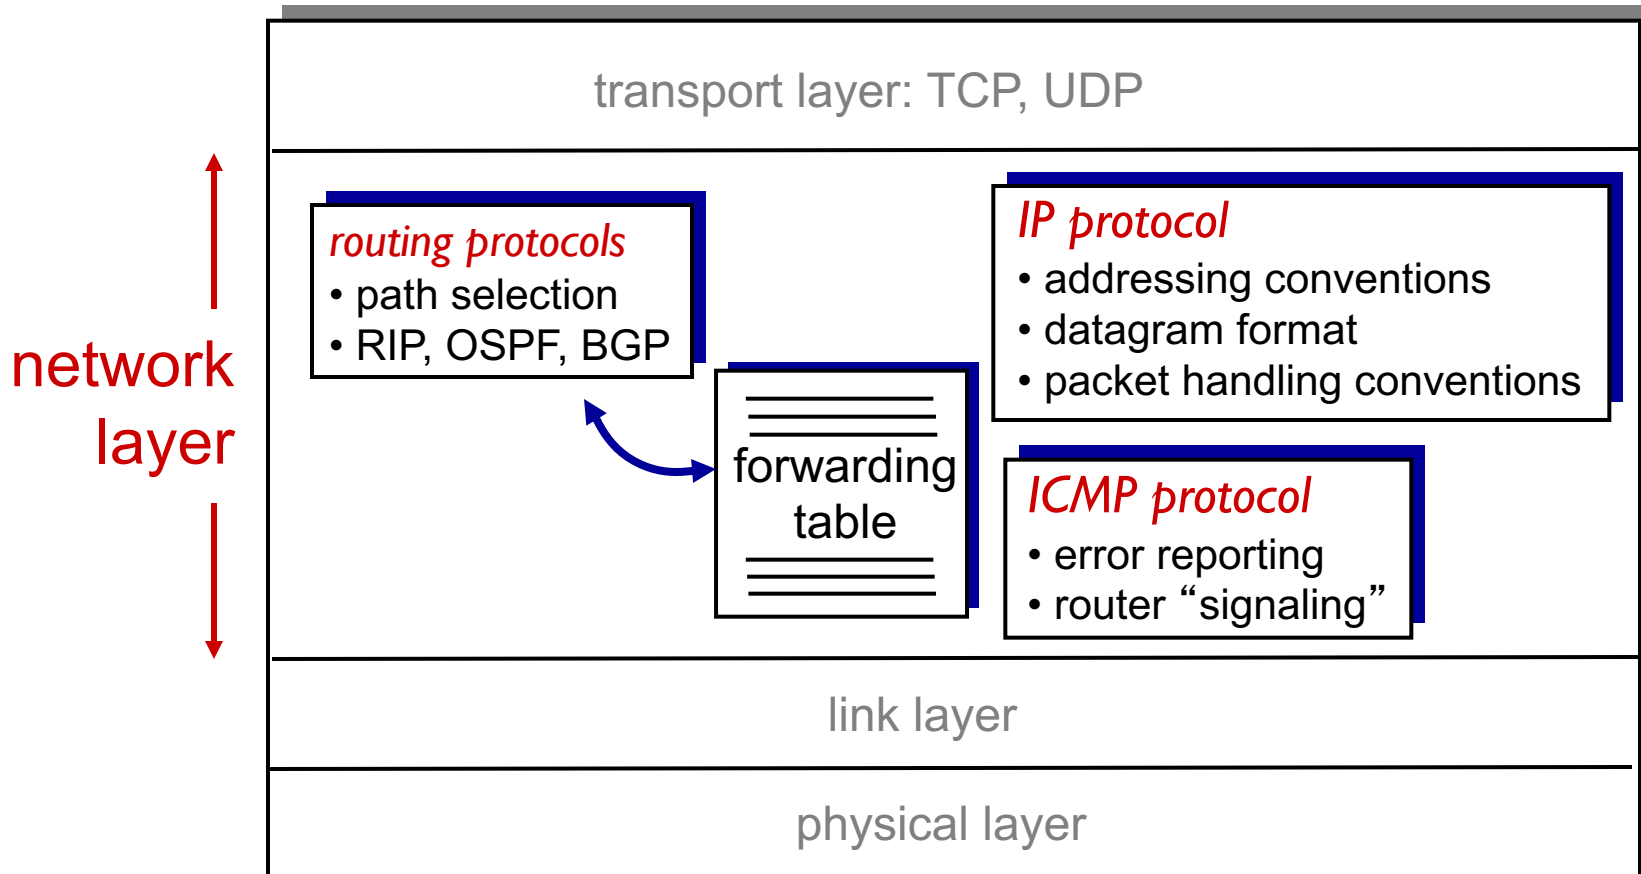 transport layer: TCP, UDP
network
layer
routing protocols
• path selection
• RIP, OSPF, BGP
forwarding
table
IP protocol
• addressing conventions
• datagram format
• packet handling conventions
ICMP protocol
• error reporting
• router “signaling”
link layer
physical layer